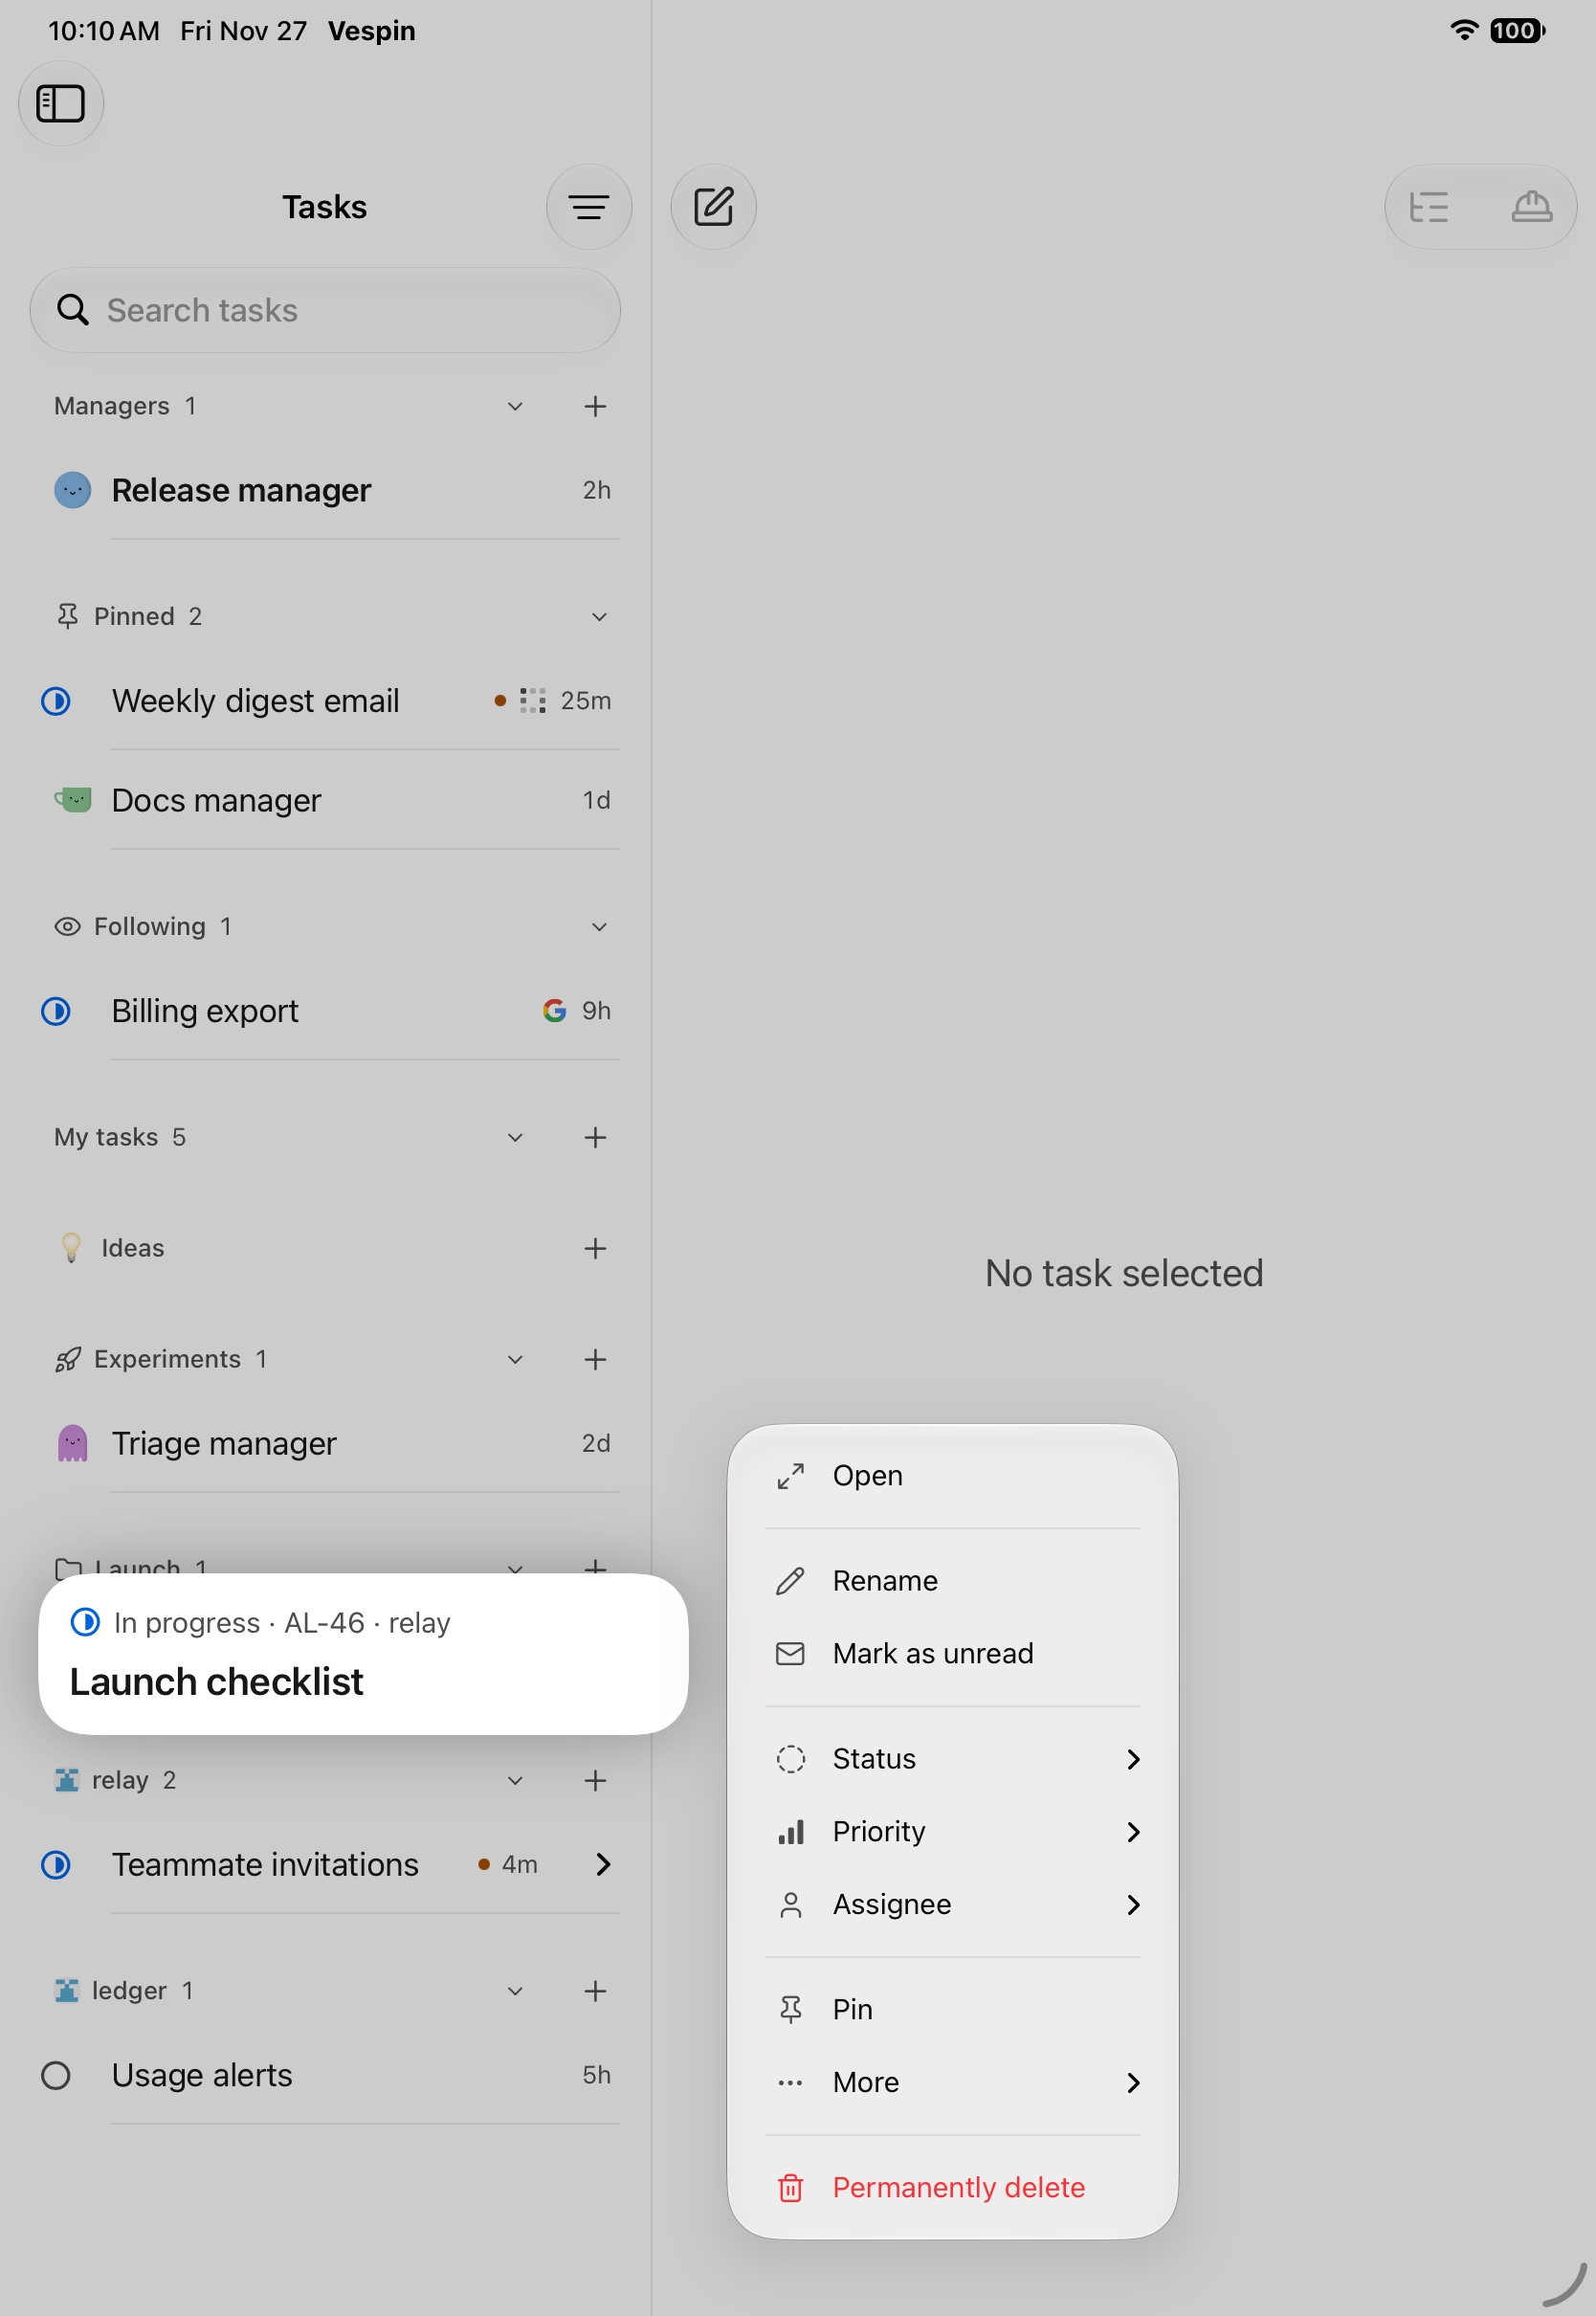 10:10 AM Fri Nov 27 Vespin
100
Tasks
Search tasks
Managers 1
Release manager 2h
Pinned 2
Weekly digest email 25m
Docs manager 1d
Following 1
Billing export 9h
My tasks 5
Ideas
Experiments 1
Triage manager 2d
Launch 1
In progress · AL-46 · relay
Launch checklist
relay 2
Teammate invitations 4m
ledger 1
Usage alerts 5h
No task selected
Open
Rename
Mark as unread
Status
Priority
Assignee
Pin
More
Permanently delete